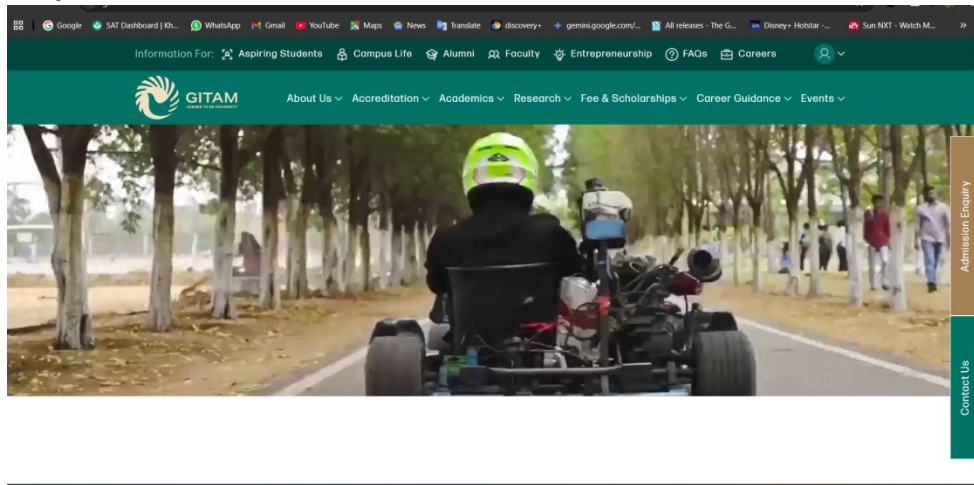 Google SAT Dashboard | Kh... WhatsApp Gmail YouTube Maps News Translate discovery+ gemini.google.com/... All releases - The G... Disney+ Hotstar -... Sun NXT - Watch M... »
Information For: Aspiring Students Campus Life Alumni Faculty Entrepreneurship FAQs Careers
GITAM About Us Accreditation Academics Research Fee & Scholarships Career Guidance Events
Admission Enquiry
Contact Us